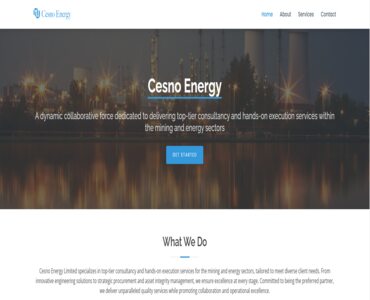 Cesno Energy
Home About Services Contact
Cesno Energy
A dynamic collaborative force dedicated to delivering top-tier consultancy and hands-on execution services within
the mining and energy sectors
GET STARTED
What We Do
Cesno Energy Limited specializes in top-tier consultancy and hands-on execution services for the mining and energy sectors, tailored to meet diverse client needs. From
innovative engineering solutions to strategic procurement and asset integrity management, we ensure excellence at every stage. Committed to being the preferred partner,
we deliver unparalleled quality services while promoting collaboration and operational excellence.